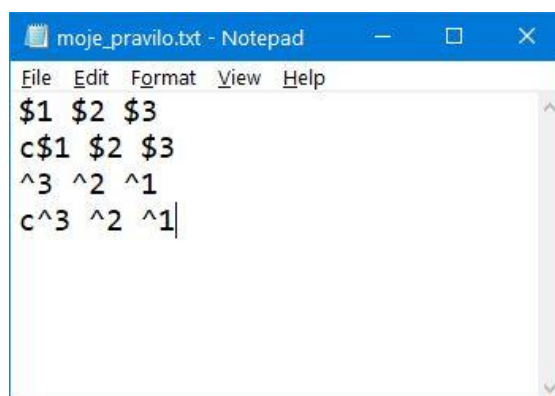 moje_pravilo.txt - Notepad
File Edit Format View Help
$1 $2 $3
c$1 $2 $3
^3 ^2 ^1
c^3 ^2 ^1